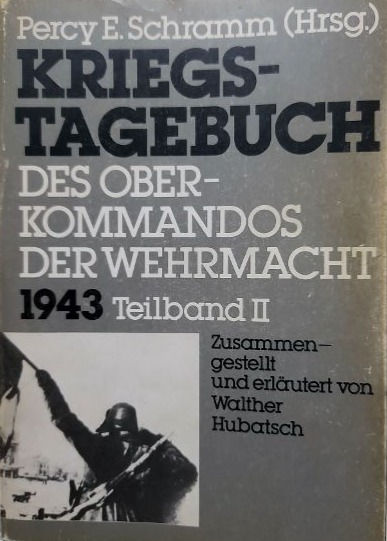 Percy E. Schramm (Hrsg.)
KRIEGS-
TAGEBUCH
DES OBER-
KOMMANDOS
DER WEHRMACHT
1943 Teilband II
Zusammen-
gestellt
und erläutert von
Walther
Hubatsch